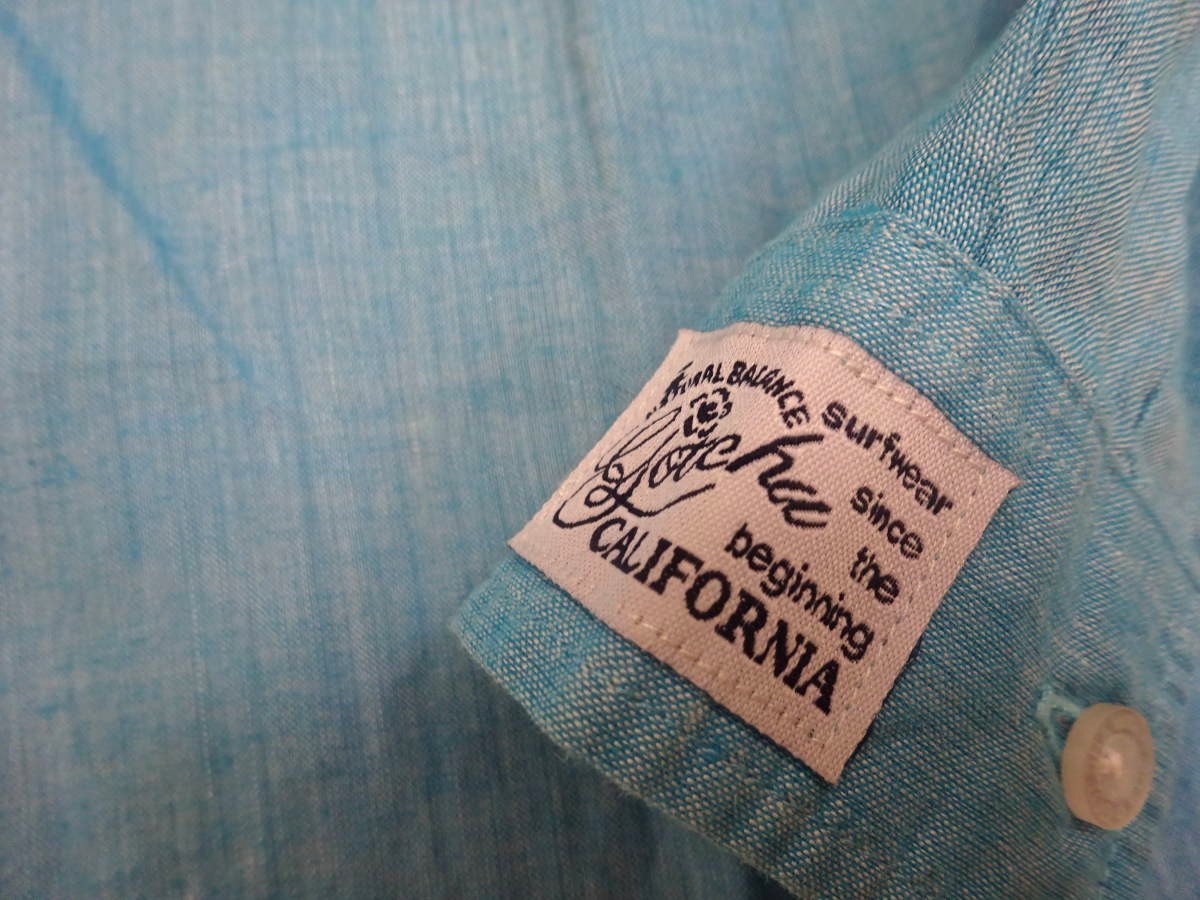 BALANCE
Gotcha
surfwear
since
the
beginning
CALIFORNIA